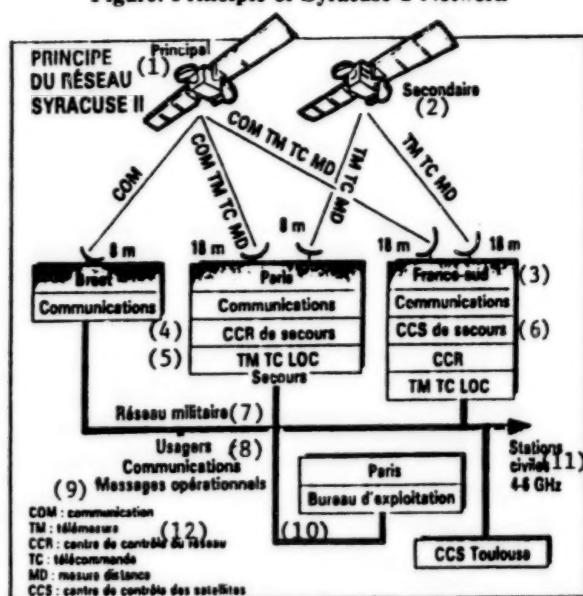 Figure. Principle of Syracuse 2 Network
PRINCIPE
DU RÉSEAU
SYRACUSE II
(1)
Principal
Secondaire
(2)
COM
COM TM TC MD
COM TM TC MD
TM TC MD
TM TC MD
8 m
18 m
8 m
18 m
18 m
Brest
Communications
Paris
Communications
(4) CCR de secours
(5) TM TC LOC
Secours
France-sud (3)
Communications
CCS de secours (6)
CCR
TM TC LOC
Réseau militaire (7)
Usagers (8)
Communications
(9) Messages opérationnels
Stations
civiles 11)
4-6 GHz
Paris
Bureau d'exploitation
(10)
CCS Toulouse
COM : communication
TM : télémesure (12)
CCR : centre de contrôle du réseau
TC : télécommande
MD : mesure distance
CCS : centre de contrôle des satellites